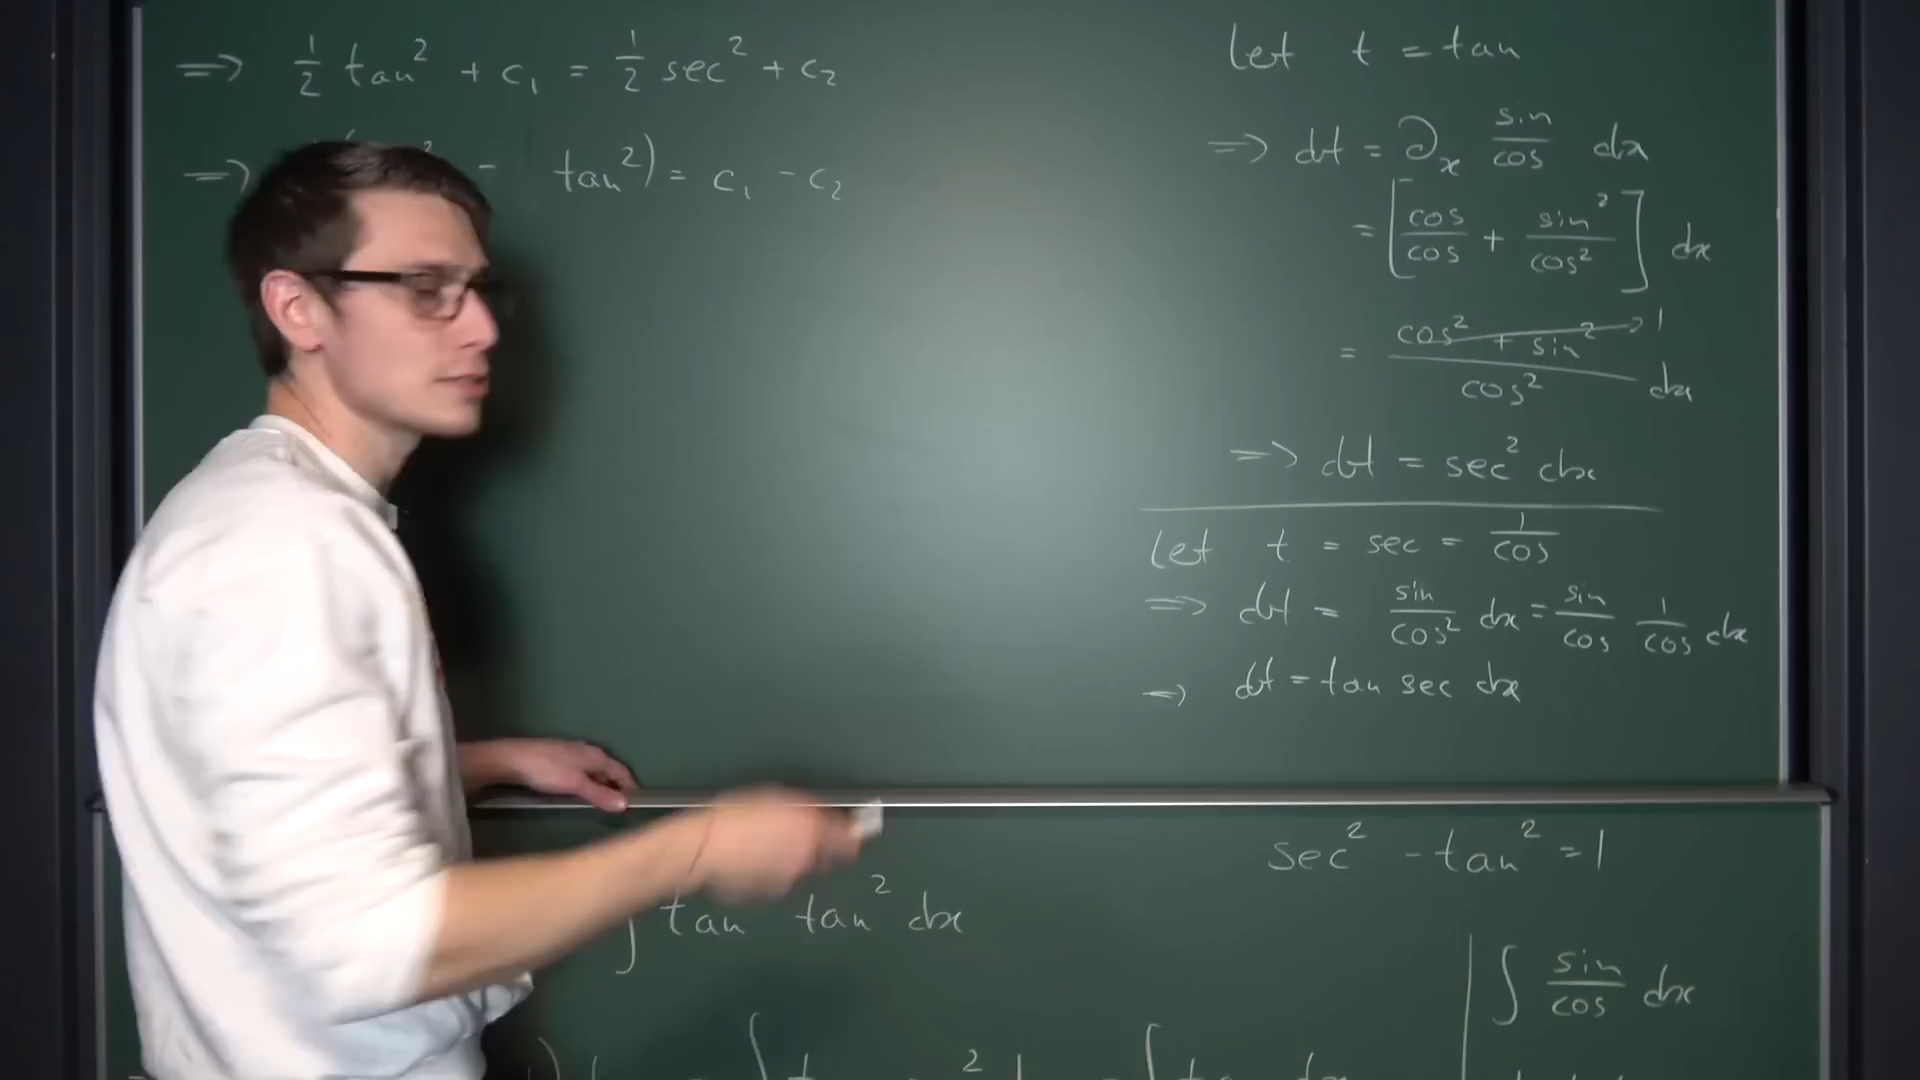 => 1/2 tan² + c₁ = 1/2 sec² + c₂
=> ( ² - tan²) = c₁ - c₂
let t = tan
=> dt = ∂ₓ sin/cos dx
= [cos/cos + sin²/cos²] dx
= (cos² + sin²)/cos² dx → 1
=> dt = sec² dx
let t = sec = 1/cos
=> dt = sin/cos² dx = sin/cos 1/cos dx
=> dt = tan sec dx
sec² - tan² = 1
∫ tan tan² dx
∫ sin/cos dx